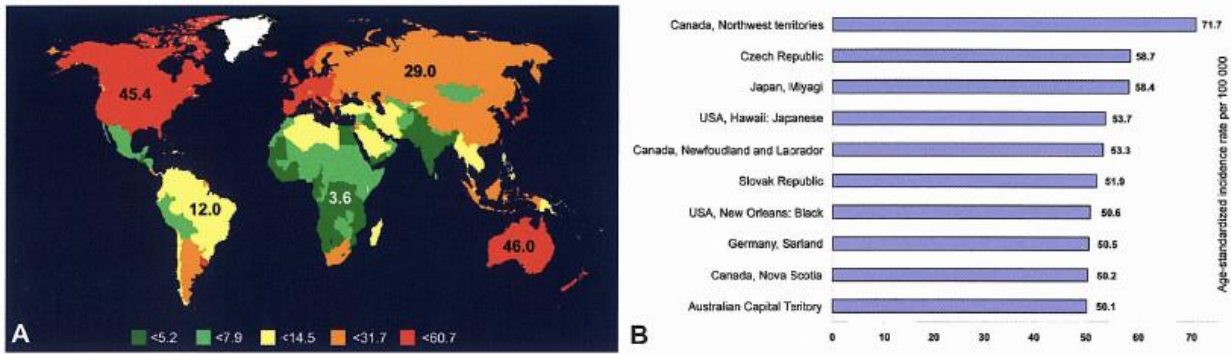 29.0
45.4
3.6
12.0
46.0
A
<5.2 <7.9 <14.5 <31.7 <60.7
Canada, Northwest territories 71.7
Czech Republic 58.7
Japan, Miyagi 58.4
USA, Hawaii: Japanese 53.7
Canada, Newfoundland and Laprador 53.3
Slovak Republic 51.9
USA, New Orleans: Black 50.6
Germany, Sarland 50.5
Canada, Nova Scotia 50.2
Australian Capital Teritory 50.1
B
0 10 20 30 40 50 60 70
Age-standardized incidence rate per 100 000